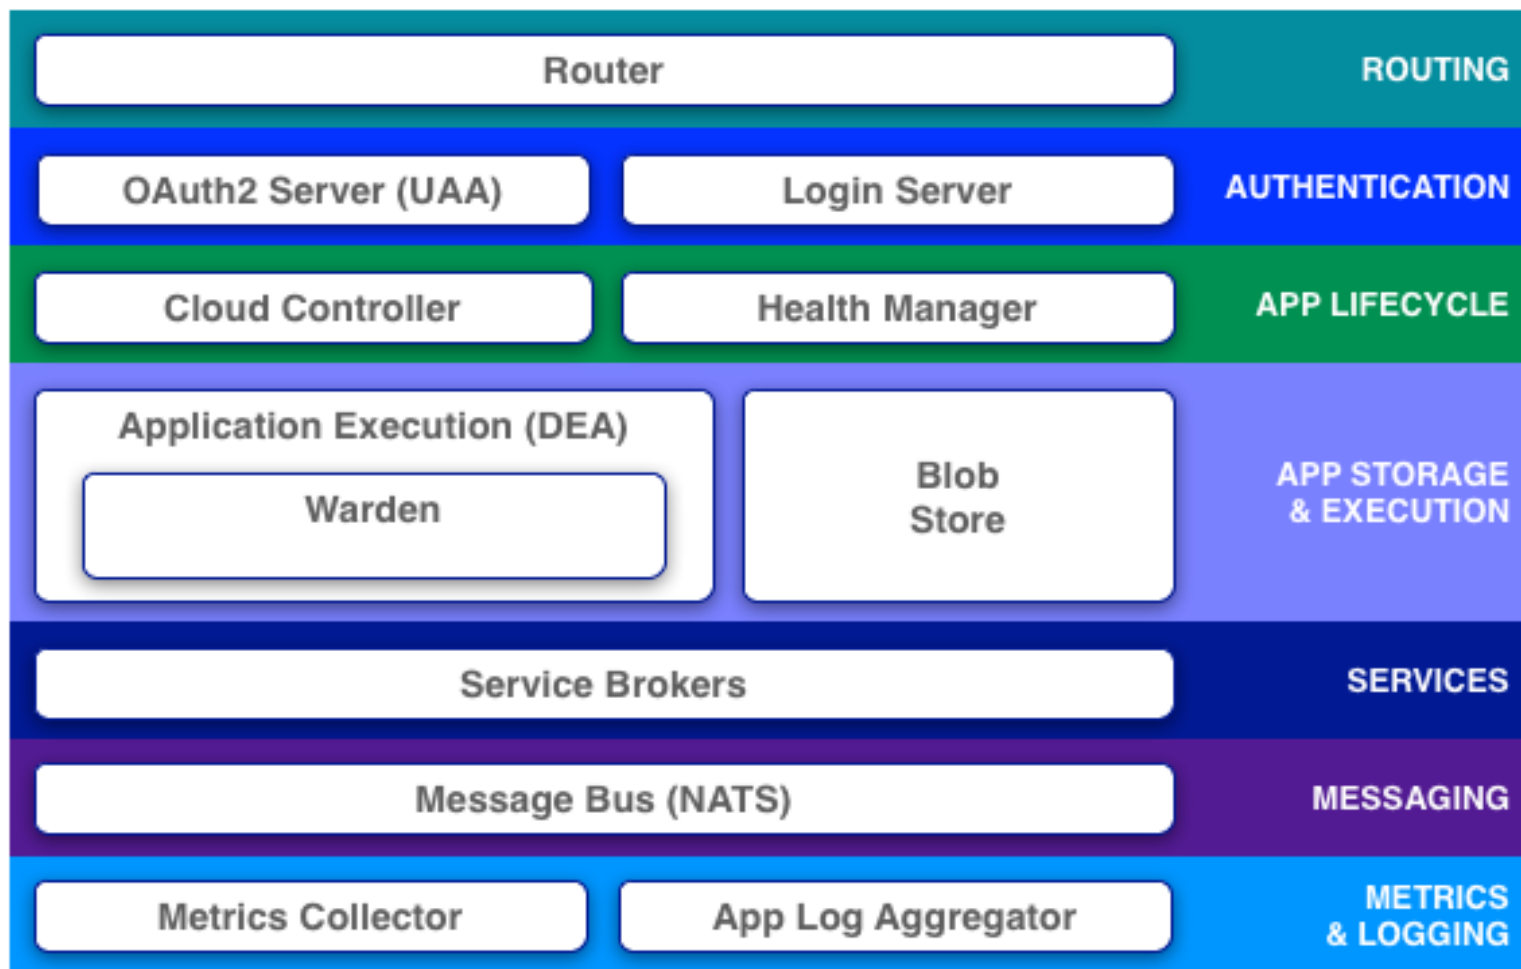 Router
ROUTING
OAuth2 Server (UAA)
Login Server
AUTHENTICATION
Cloud Controller
Health Manager
APP LIFECYCLE
Application Execution (DEA)
Warden
Blob
Store
APP STORAGE
& EXECUTION
Service Brokers
SERVICES
Message Bus (NATS)
MESSAGING
Metrics Collector
App Log Aggregator
METRICS
& LOGGING